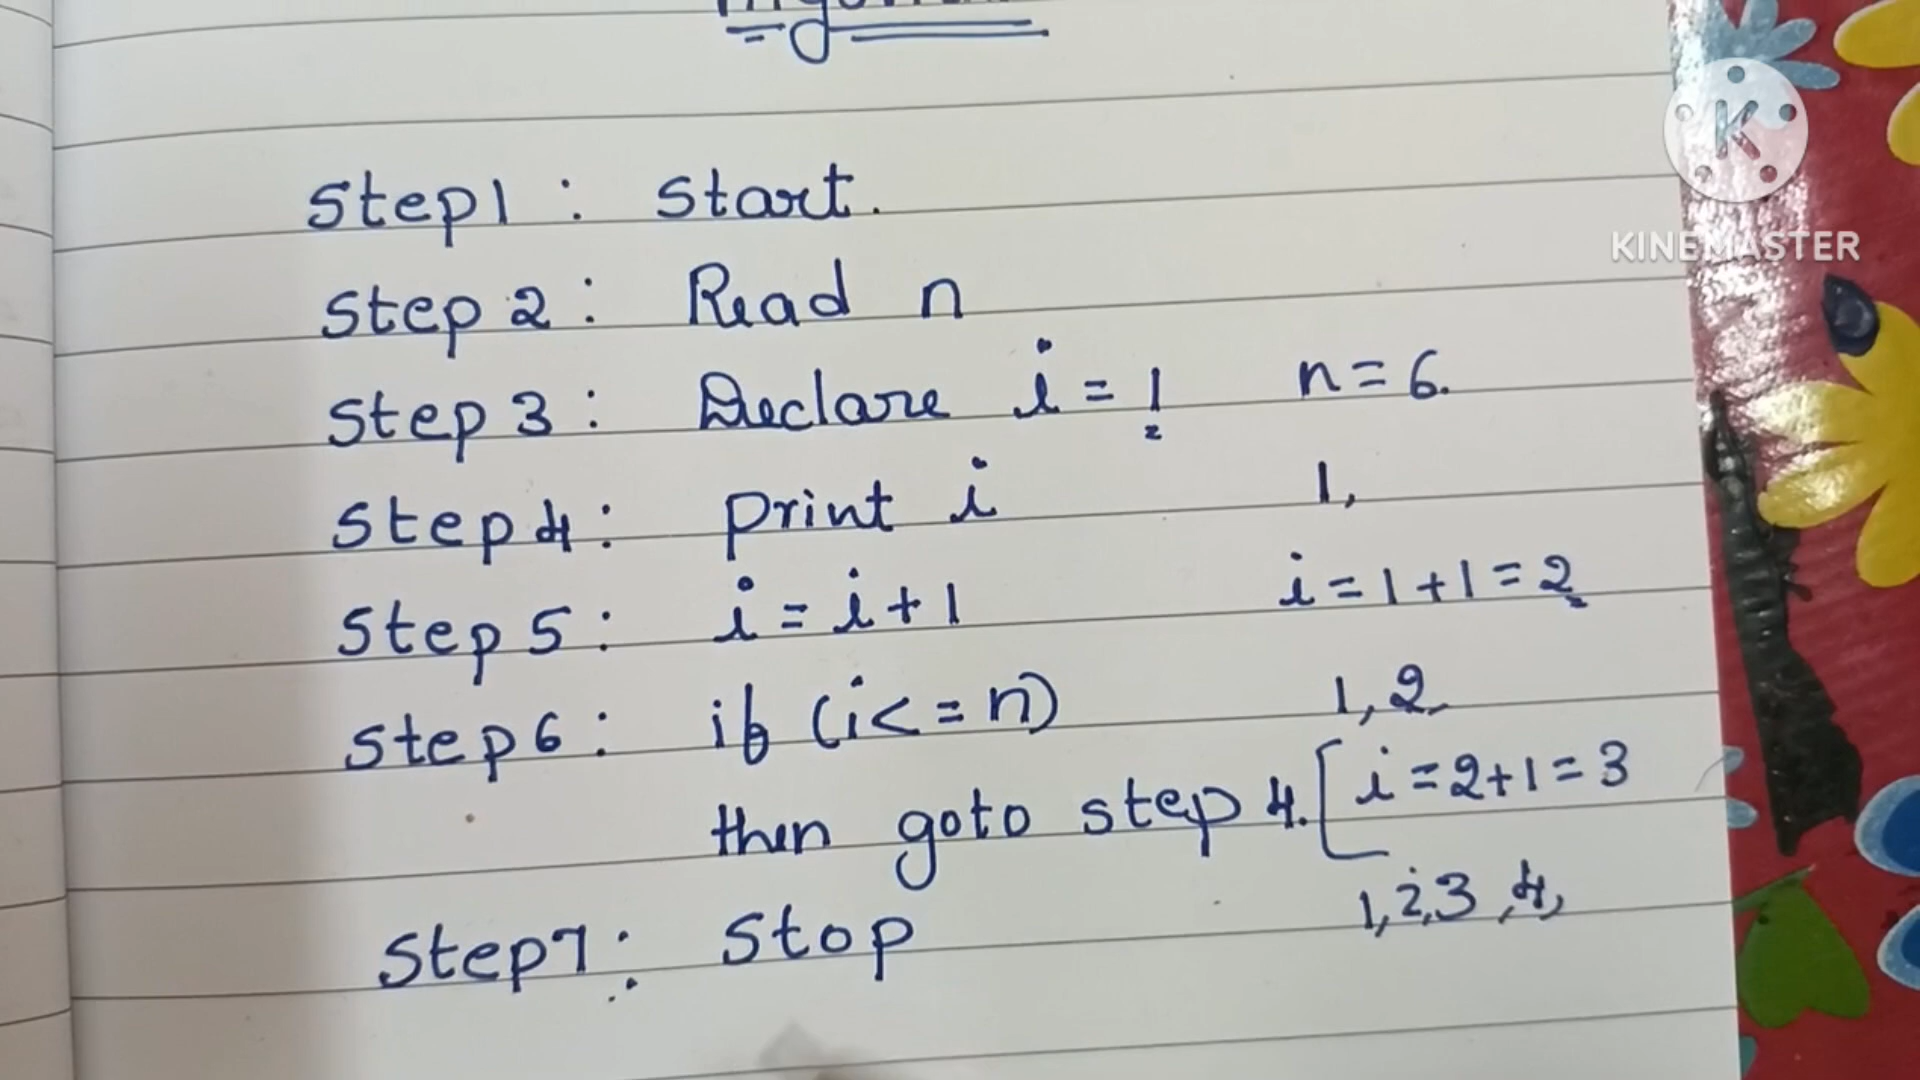 Step1 : Start.
Step 2 : Read n
Step 3 : Declare i = 1 n = 6.
Step 4 : Print i 1,
Step 5 : i = i + 1 i = 1 + 1 = 2
Step 6 : if (i <= n) 1, 2,
then goto step 4. [ i = 2 + 1 = 3
1, 2, 3, 4,
Step 7 : Stop
K
KINEMASTER